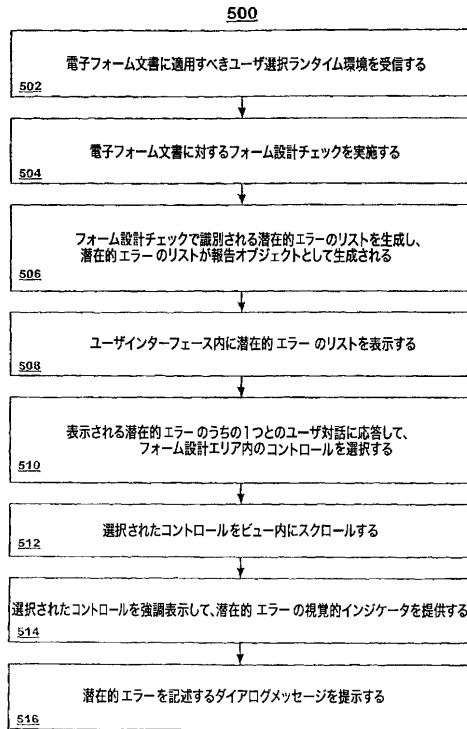 500
電子フォーム文書に適用すべきユーザ選択ランタイム環境を受信する
502
電子フォーム文書に対するフォーム設計チェックを実施する
504
フォーム設計チェックで識別される潜在的エラーのリストを生成し、
潜在的エラーのリストが報告オブジェクトとして生成される
506
ユーザインターフェース内に潜在的エラーのリストを表示する
508
表示される潜在的エラーのうちの1つとのユーザ対話に応答して、
フォーム設計エリア内のコントロールを選択する
510
選択されたコントロールをビュー内にスクロールする
512
選択されたコントロールを強調表示して、潜在的エラーの視覚的インジケータを提供する
514
潜在的エラーを記述するダイアログメッセージを提示する
516